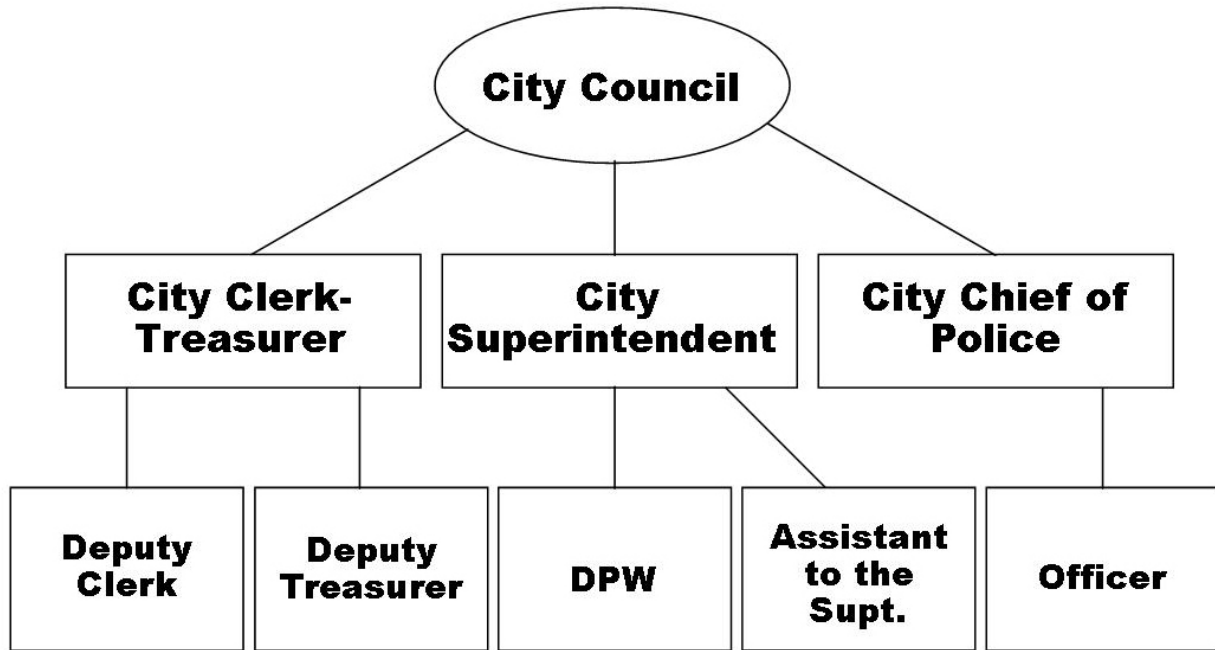 City Council
City Clerk-
Treasurer
City
Superintendent
City Chief of
Police
Deputy
Clerk
Deputy
Treasurer
DPW
Assistant
to the
Supt.
Officer